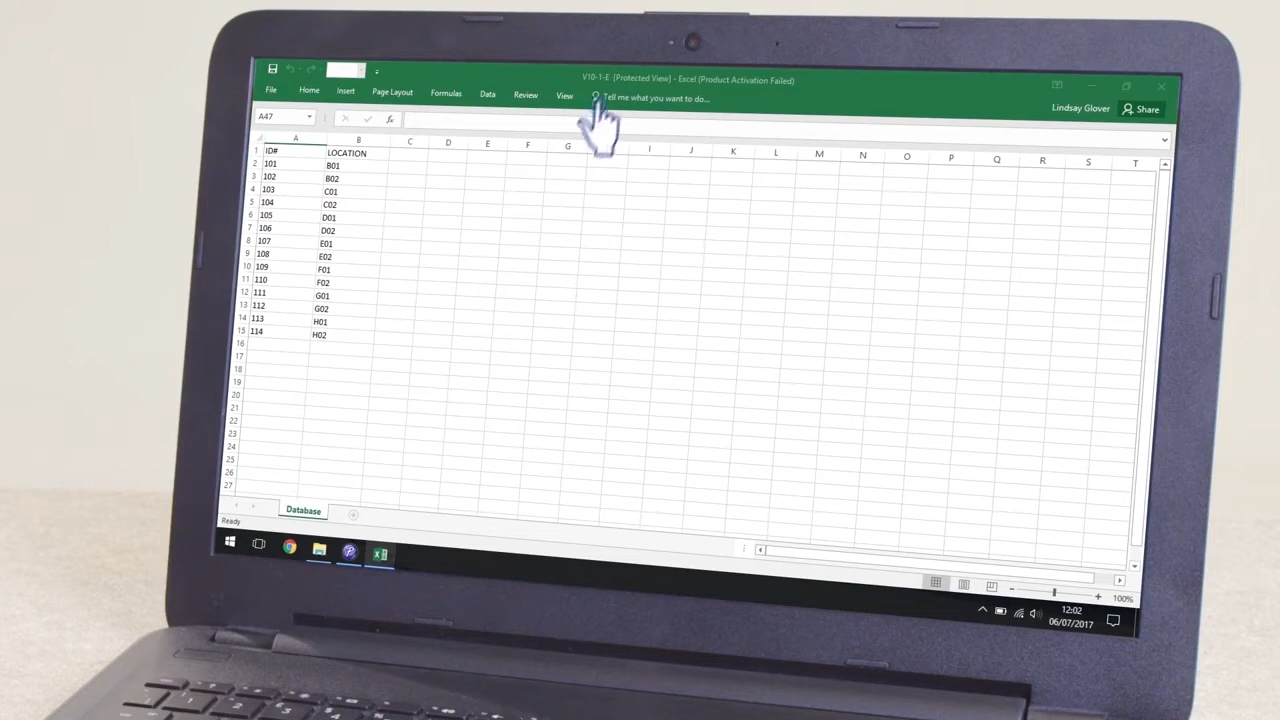 V10-1-E [Protected View] - Excel (Product Activation Failed)
File Home Insert Page Layout Formulas Data Review View Tell me what you want to do...
Lindsay Glover Share
A47 fx
A B C D E F G I J K L M N O P Q R S T
1 ID# LOCATION
2 101 B01
3 102 B02
4 103 C01
5 104 C02
6 105 D01
7 106 D02
8 107 E01
9 108 E02
10 109 F01
11 110 F02
12 111 G01
13 112 G02
14 113 H01
15 114 H02
16
17
18
19
20
21
22
23
24
25
26
27
Database
Ready
100%
12:02
06/07/2017